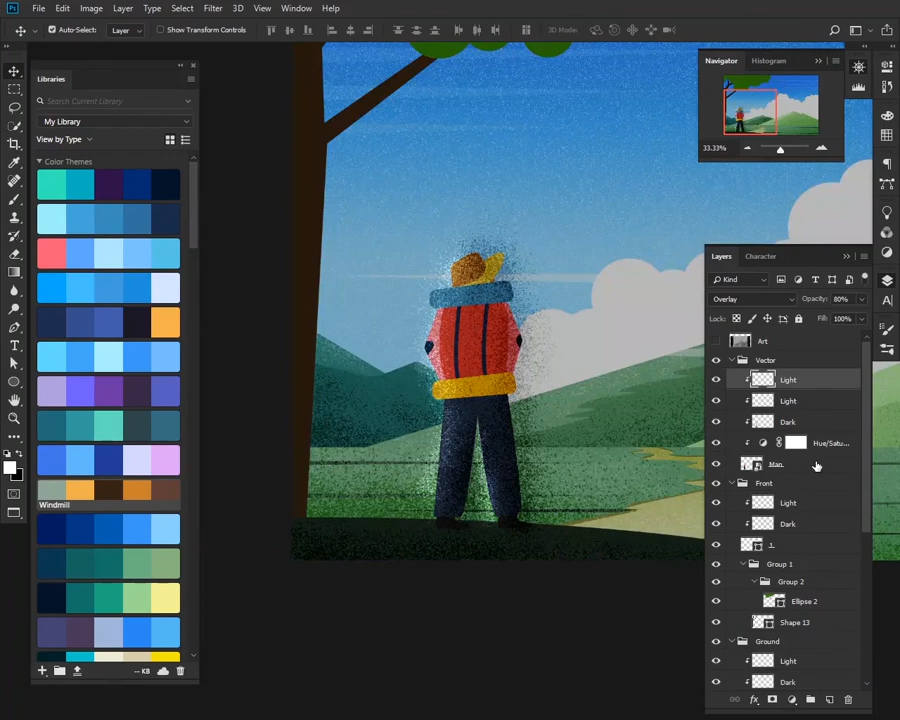 Ps File Edit Image Layer Type Select Filter 3D View Window Help
Auto-Select: Layer Show Transform Controls 3D Mode:
Libraries
Search Current Library
My Library
View by Type
Color Themes
Windmill
-- KB
Navigator Histogram
33.33%
Layers Character
Kind
Overlay Opacity: 80%
Lock: Fill: 100%
Art
Vector
Light
Light
Dark
Hue/Satu...
Man
Front
Light
Dark
1
Group 1
Group 2
Ellipse 2
Shape 13
Ground
Light
Dark